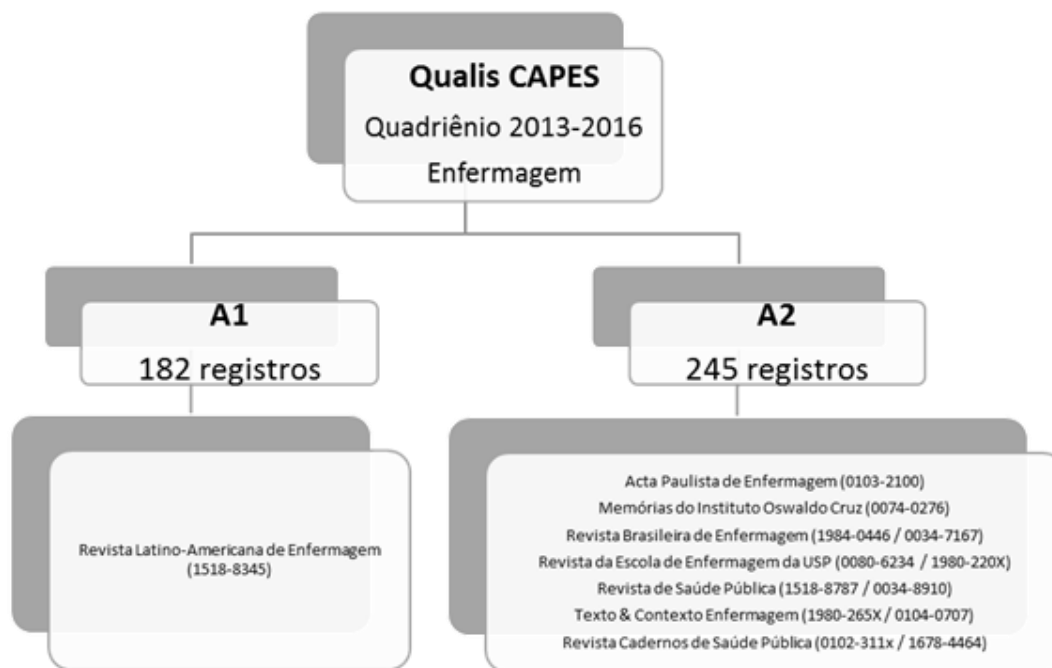 Qualis CAPES
Quadriênio 2013-2016
Enfermagem
A1
182 registros
A2
245 registros
Revista Latino-Americana de Enfermagem
(1518-8345)
Acta Paulista de Enfermagem (0103-2100)
Memórias do Instituto Oswaldo Cruz (0074-0276)
Revista Brasileira de Enfermagem (1984-0446 / 0034-7167)
Revista da Escola de Enfermagem da USP (0080-6234 / 1980-220X)
Revista de Saúde Pública (1518-8787 / 0034-8910)
Texto & Contexto Enfermagem (1980-265X / 0104-0707)
Revista Cadernos de Saúde Pública (0102-311x / 1678-4464)